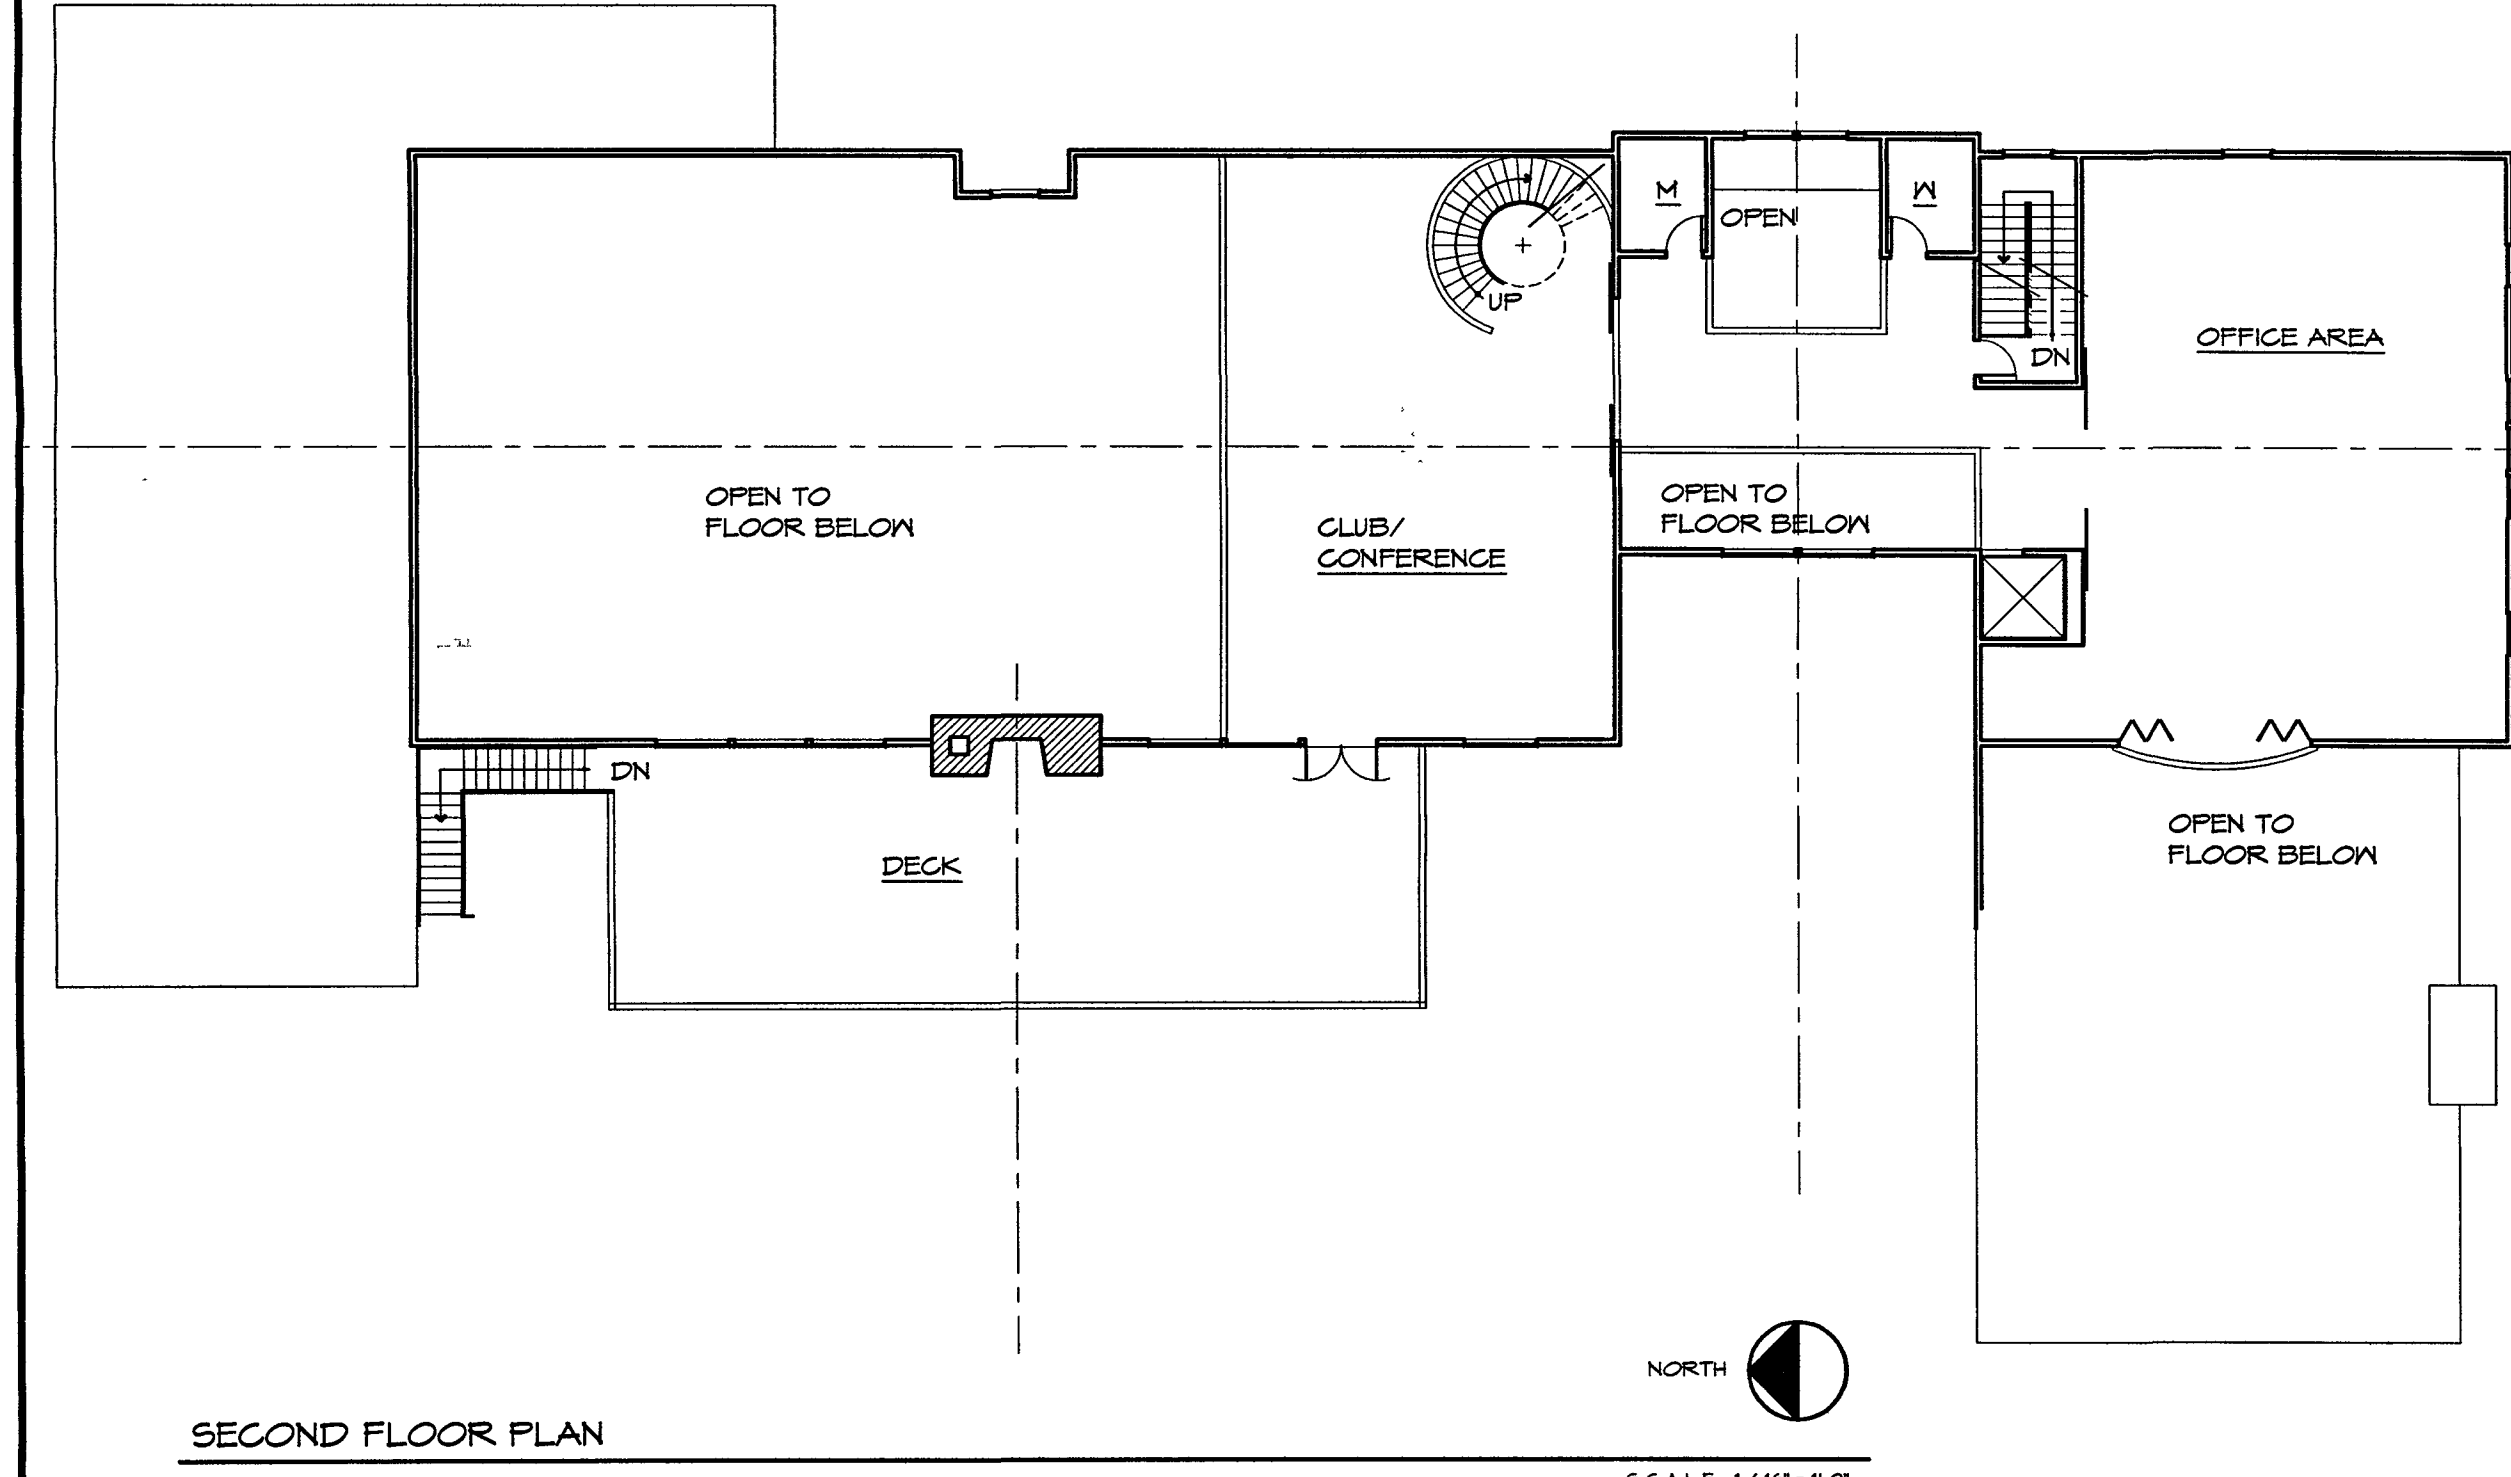 M
OPEN
W
UP
OFFICE AREA
DN
OPEN TO
FLOOR BELOW
CLUB/
CONFERENCE
OPEN TO
FLOOR BELOW
DN
DECK
OPEN TO
FLOOR BELOW
NORTH
SECOND FLOOR PLAN